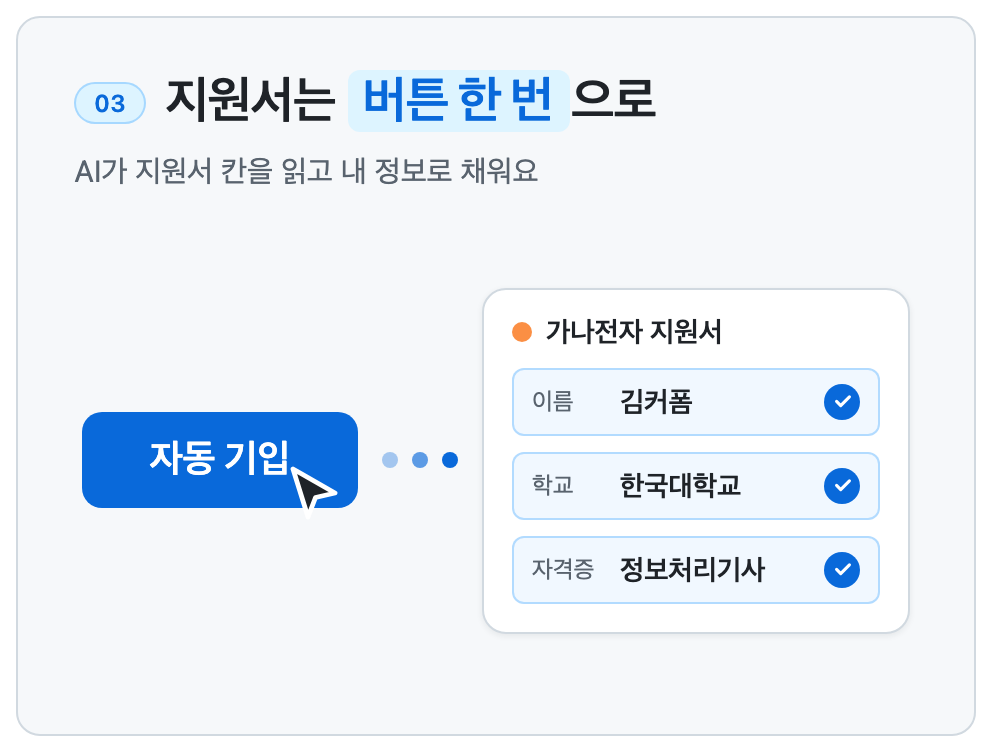 03 지원서는 버튼 한 번으로
AI가 지원서 칸을 읽고 내 정보로 채워요
자동 기입
가나전자 지원서
이름 김커폼
학교 한국대학교
자격증 정보처리기사